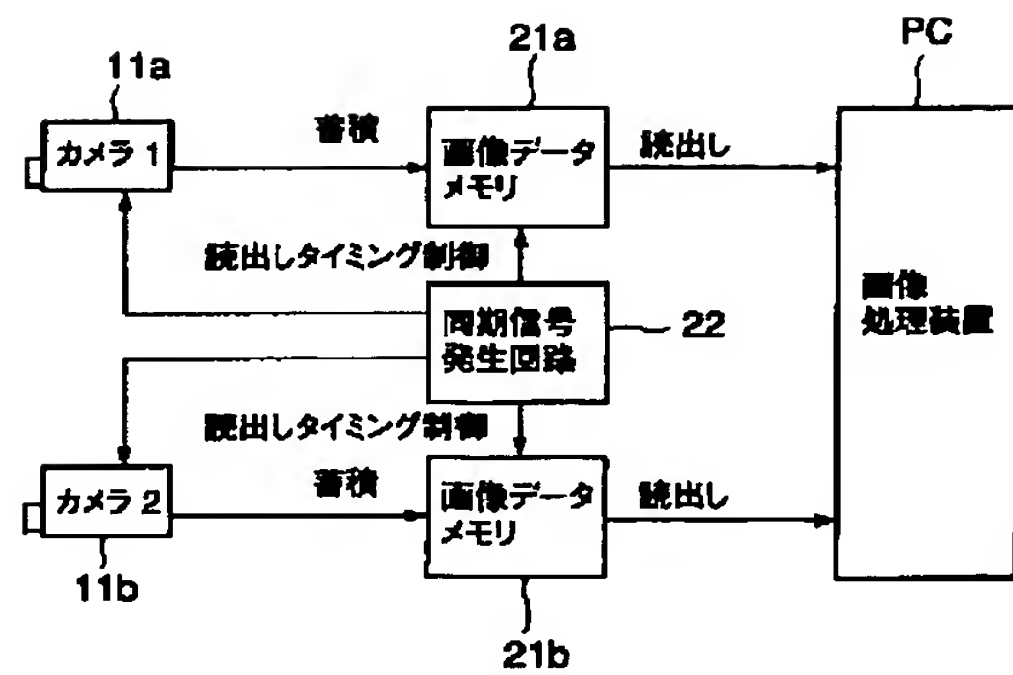 PC
21a
11a
カメラ 1
蓄積
画像データ
メモリ
読出し
読出しタイミング制御
同期信号
発生回路
22
画像
処理装置
読出しタイミング制御
カメラ 2
蓄積
画像データ
メモリ
読出し
11b
21b